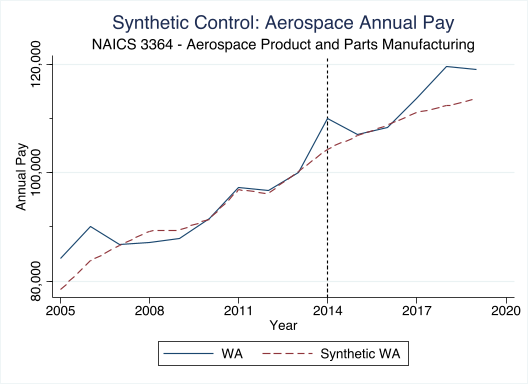 Synthetic Control: Aerospace Annual Pay
NAICS 3364 - Aerospace Product and Parts Manufacturing
120,000
100,000
80,000
Annual Pay
2005
2008
2011
2014
2017
2020
Year
WA
Synthetic WA